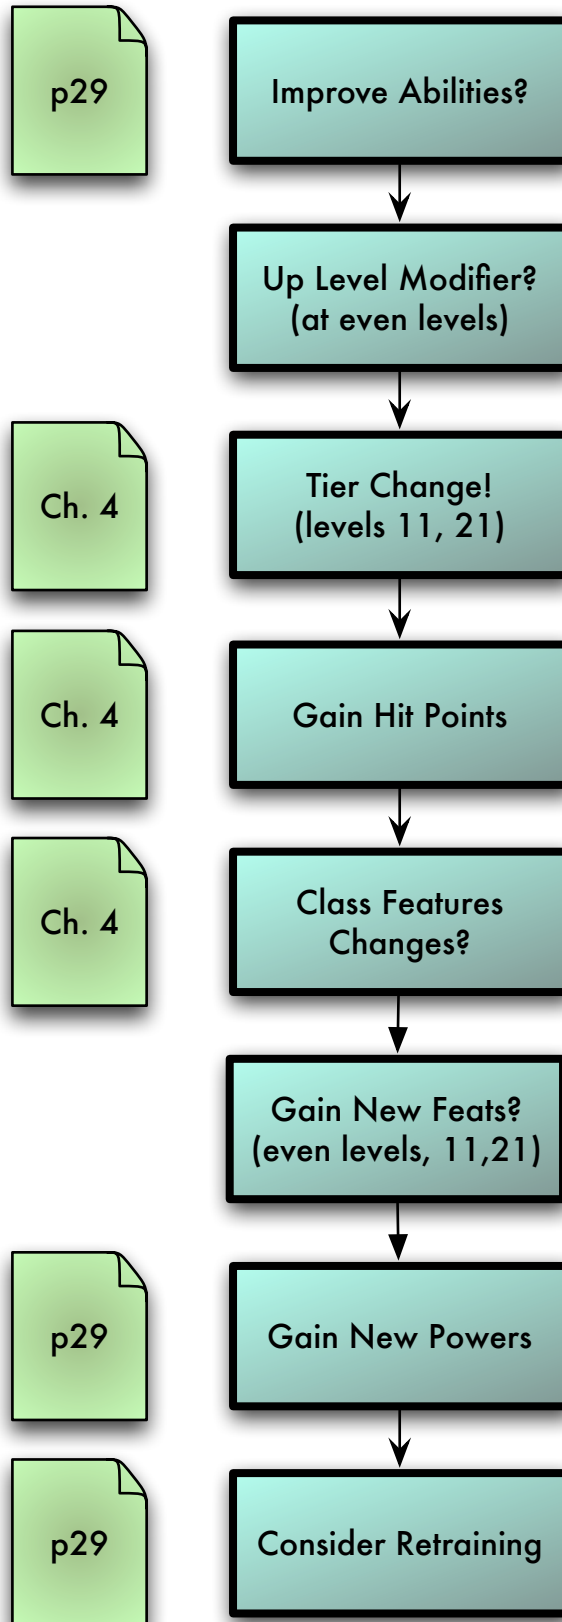 p29
Improve Abilities?
Up Level Modifier?
(at even levels)
Ch. 4
Tier Change!
(levels 11, 21)
Ch. 4
Gain Hit Points
Ch. 4
Class Features
Changes?
Gain New Feats?
(even levels, 11,21)
p29
Gain New Powers
p29
Consider Retraining